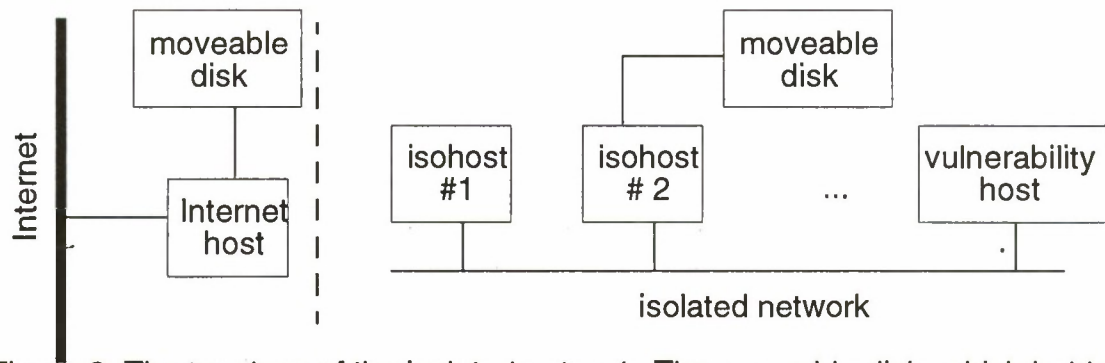 Internet
moveable
disk
Internet
host
moveable
disk
isohost
#1
isohost
# 2
...
vulnerability
host
isolated network